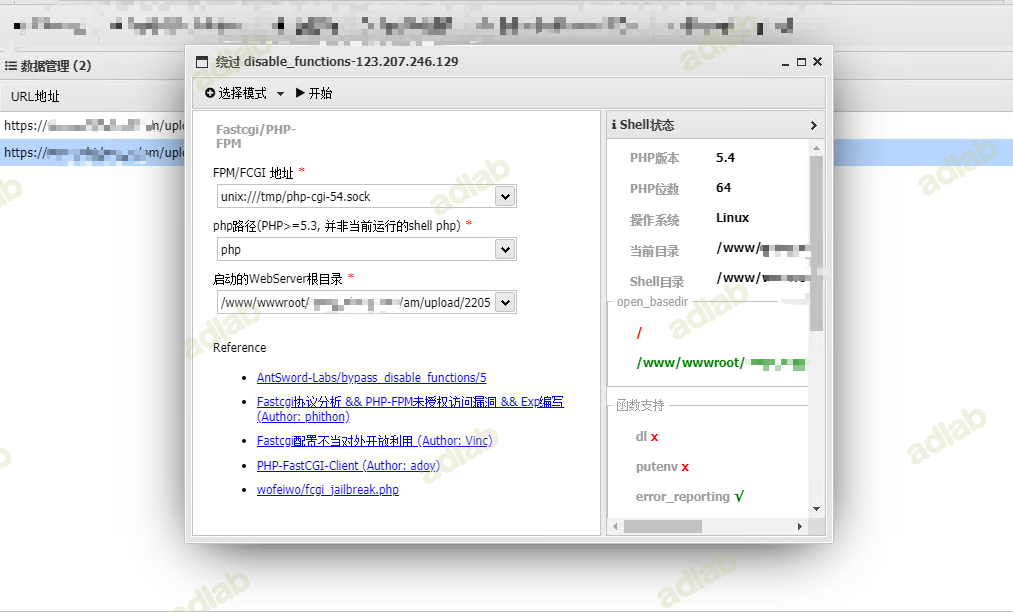 数据管理 (2)
URL地址
https://
m/uplo
https://
om/uplo
绕过 disable_functions-123.207.246.129
选择模式
开始
Fastcgi/PHP-
FPM
FPM/FCGI 地址 *
unix:///tmp/php-cgi-54.sock
php路径(PHP>=5.3, 并非当前运行的shell php) *
php
启动的WebServer根目录 *
/www/wwwroot/
/am/upload/2205
Reference
AntSword-Labs/bypass_disable_functions/5
Fastcgi协议分析 && PHP-FPM未授权访问漏洞 && Exp编写
(Author: phithon)
Fastcgi配置不当对外开放利用 (Author: Vinc)
PHP-FastCGI-Client (Author: adoy)
wofeiwo/fcgi_jailbreak.php
Shell状态
PHP版本 5.4
PHP位数 64
操作系统 Linux
当前目录 /www/
Shell目录 /www/
open_basedir
/
/www/wwwroot/
函数支持
dl x
putenv x
error_reporting √
adlab
adlab
adlab
adlab
adlab
adlab
adlab
adlab
adlab
adlab